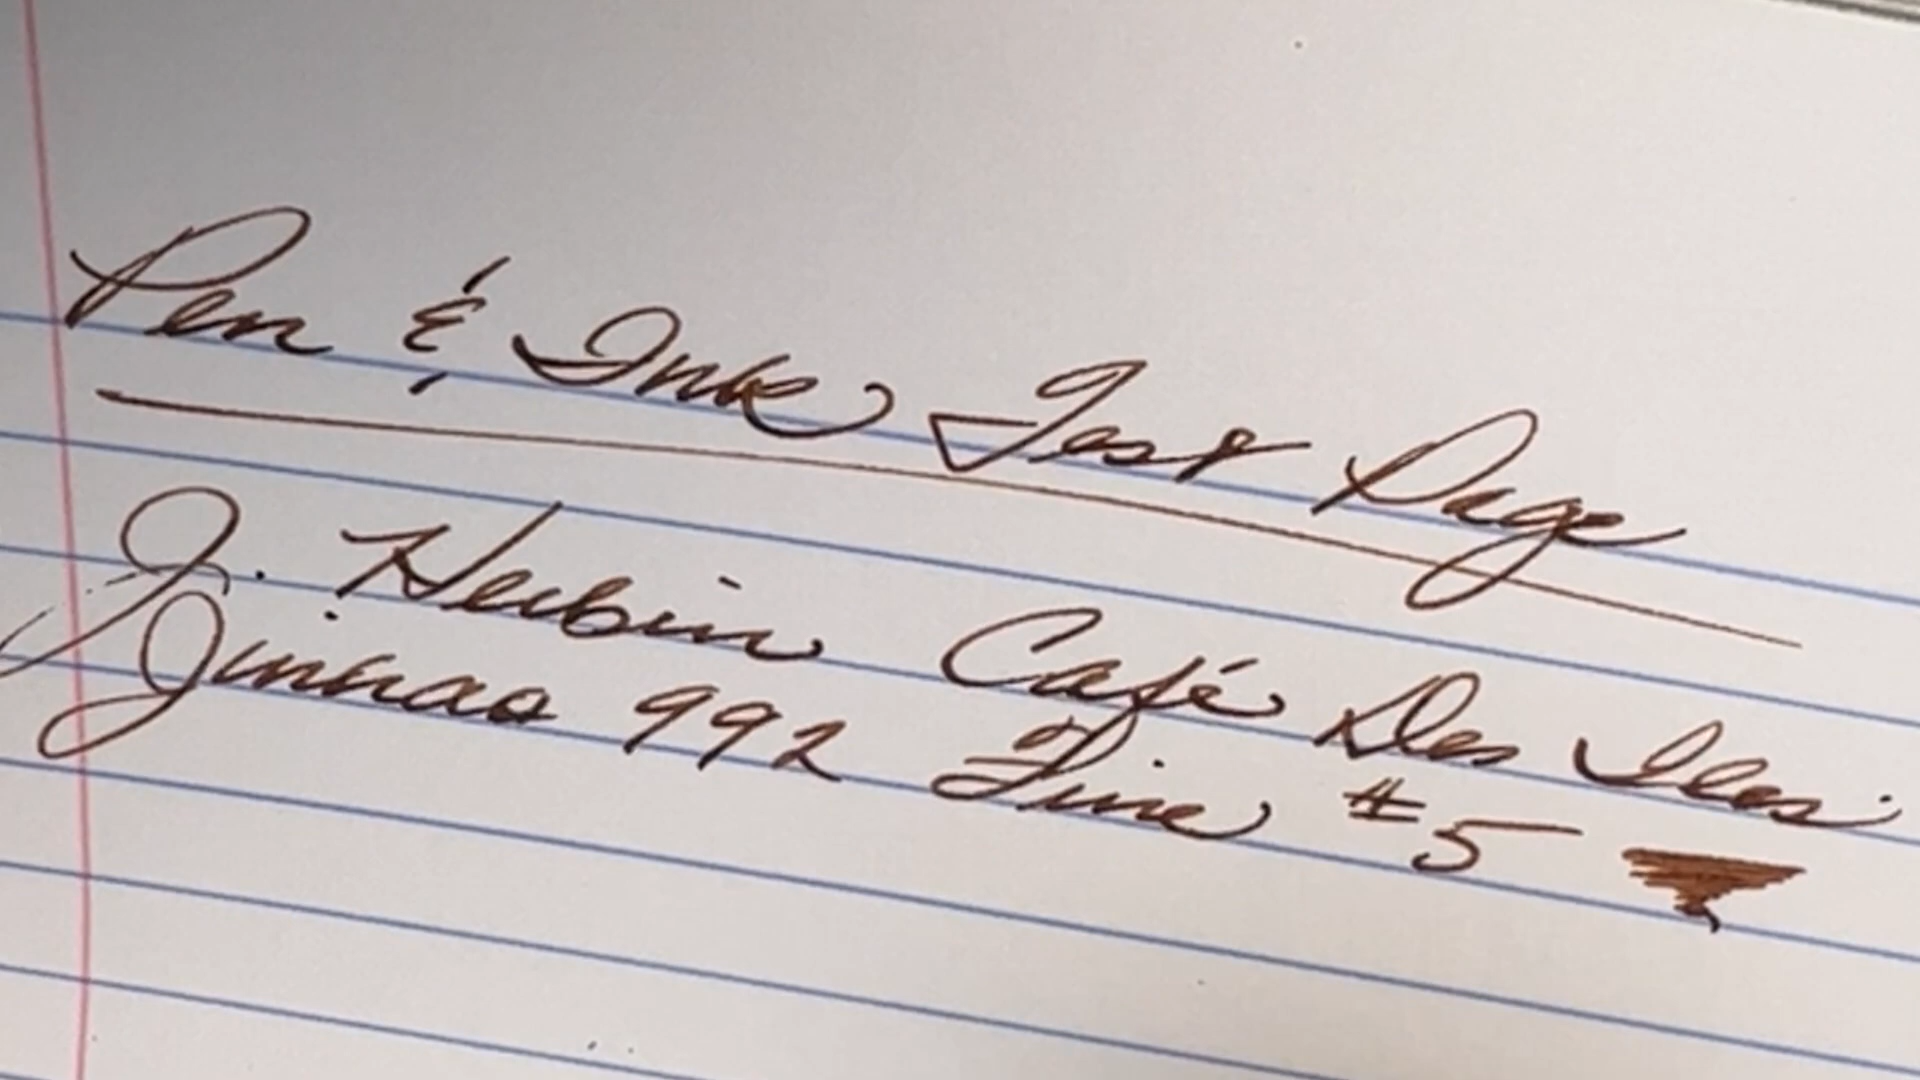 Pen & Ink Test Page
J. Herbin Café Des Iles
Jinhao 992 Fine #5